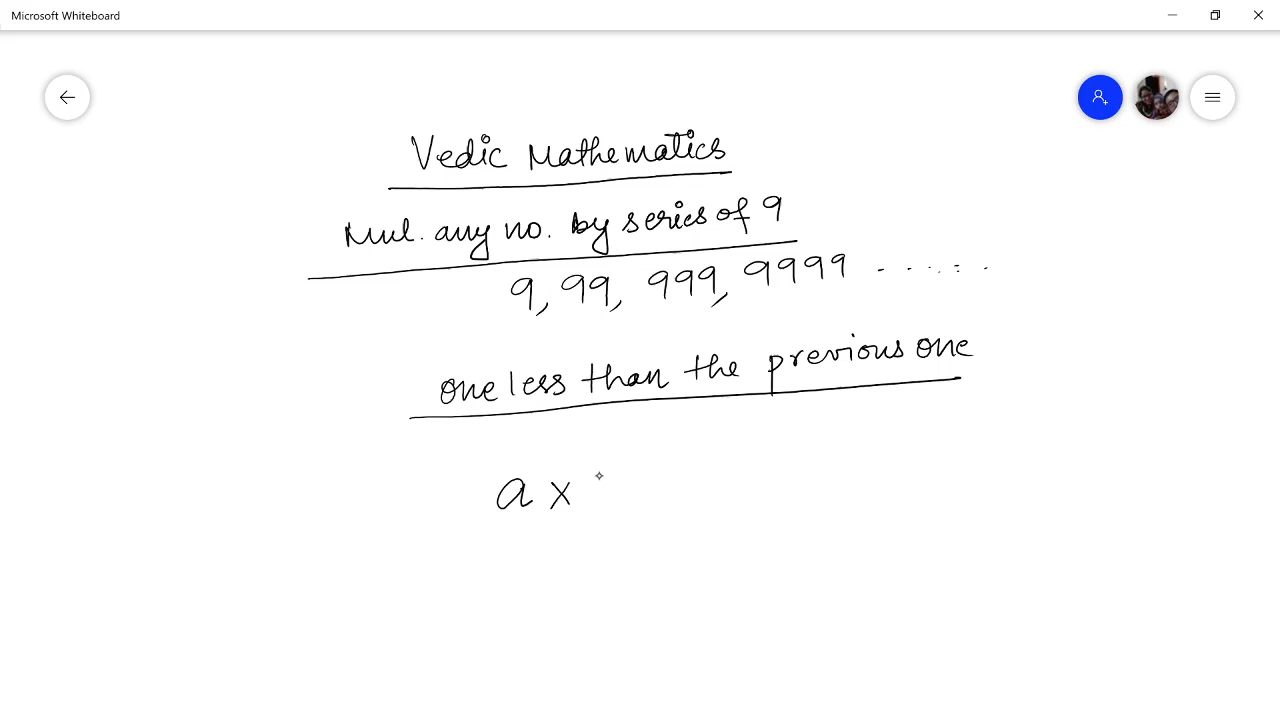 Microsoft Whiteboard
Vedic Mathematics
Mul. any no. by series of 9
9, 99, 999, 9999 .......
one less than the previous one
a x